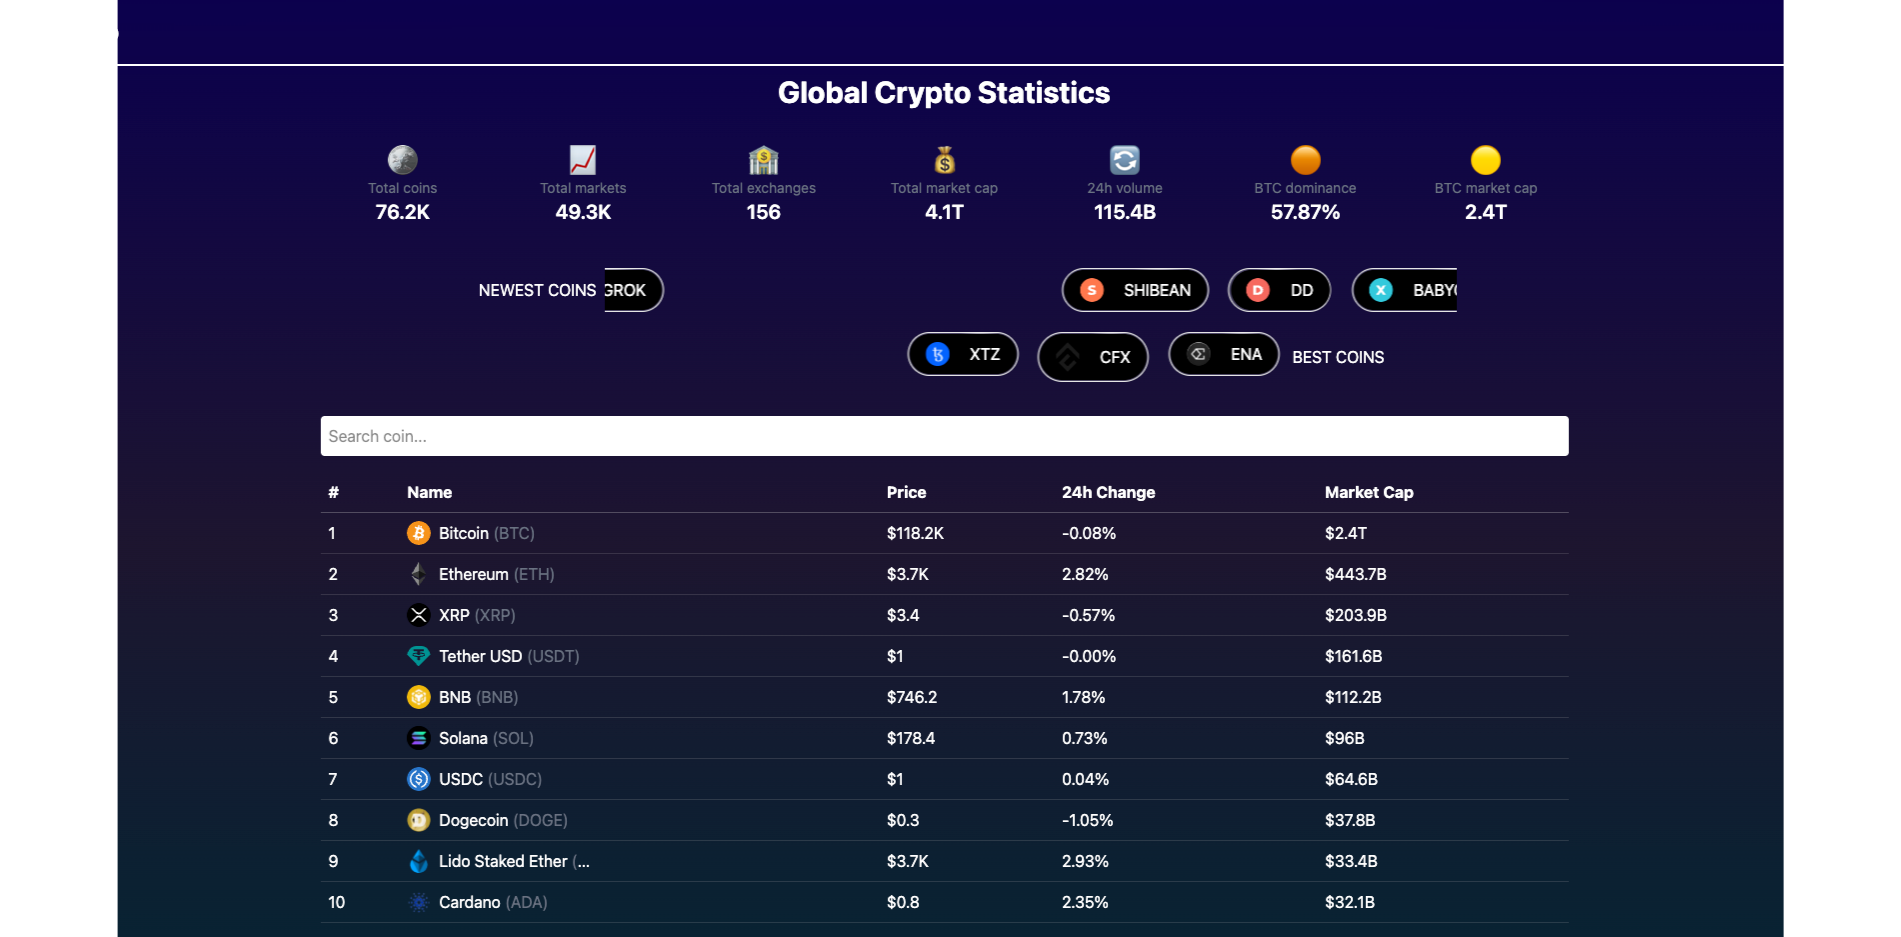 Global Crypto Statistics
Total coins
76.2K
Total markets
49.3K
Total exchanges
156
Total market cap
4.1T
24h volume
115.4B
BTC dominance
57.87%
BTC market cap
2.4T
NEWEST COINS GROK SHIBEAN DD BABY
XTZ CFX ENA BEST COINS
Search coin...
# Name Price 24h Change Market Cap
1 Bitcoin (BTC) $118.2K -0.08% $2.4T
2 Ethereum (ETH) $3.7K 2.82% $443.7B
3 XRP (XRP) $3.4 -0.57% $203.9B
4 Tether USD (USDT) $1 -0.00% $161.6B
5 BNB (BNB) $746.2 1.78% $112.2B
6 Solana (SOL) $178.4 0.73% $96B
7 USDC (USDC) $1 0.04% $64.6B
8 Dogecoin (DOGE) $0.3 -1.05% $37.8B
9 Lido Staked Ether (... $3.7K 2.93% $33.4B
10 Cardano (ADA) $0.8 2.35% $32.1B